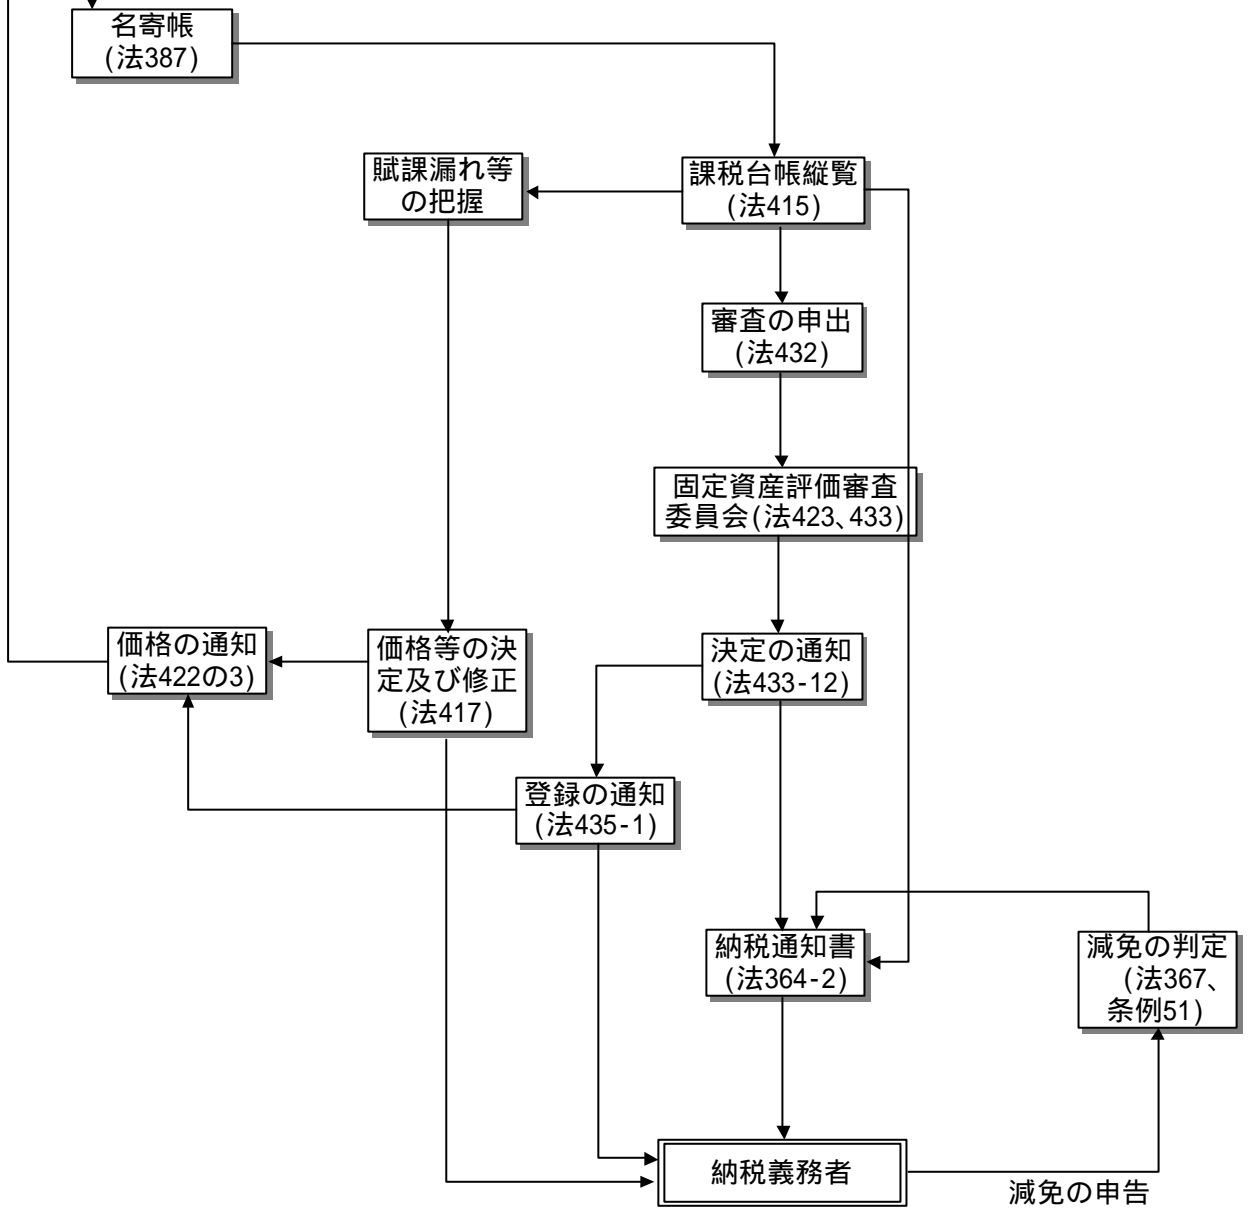 名寄帳
(法387)
賦課漏れ等
の把握
課税台帳縦覧
(法415)
審査の申出
(法432)
固定資産評価審査
委員会(法423、433)
価格の通知
(法422の3)
価格等の決
定及び修正
(法417)
決定の通知
(法433-12)
登録の通知
(法435-1)
納税通知書
(法364-2)
減免の判定
(法367、
条例51)
納税義務者
減免の申告